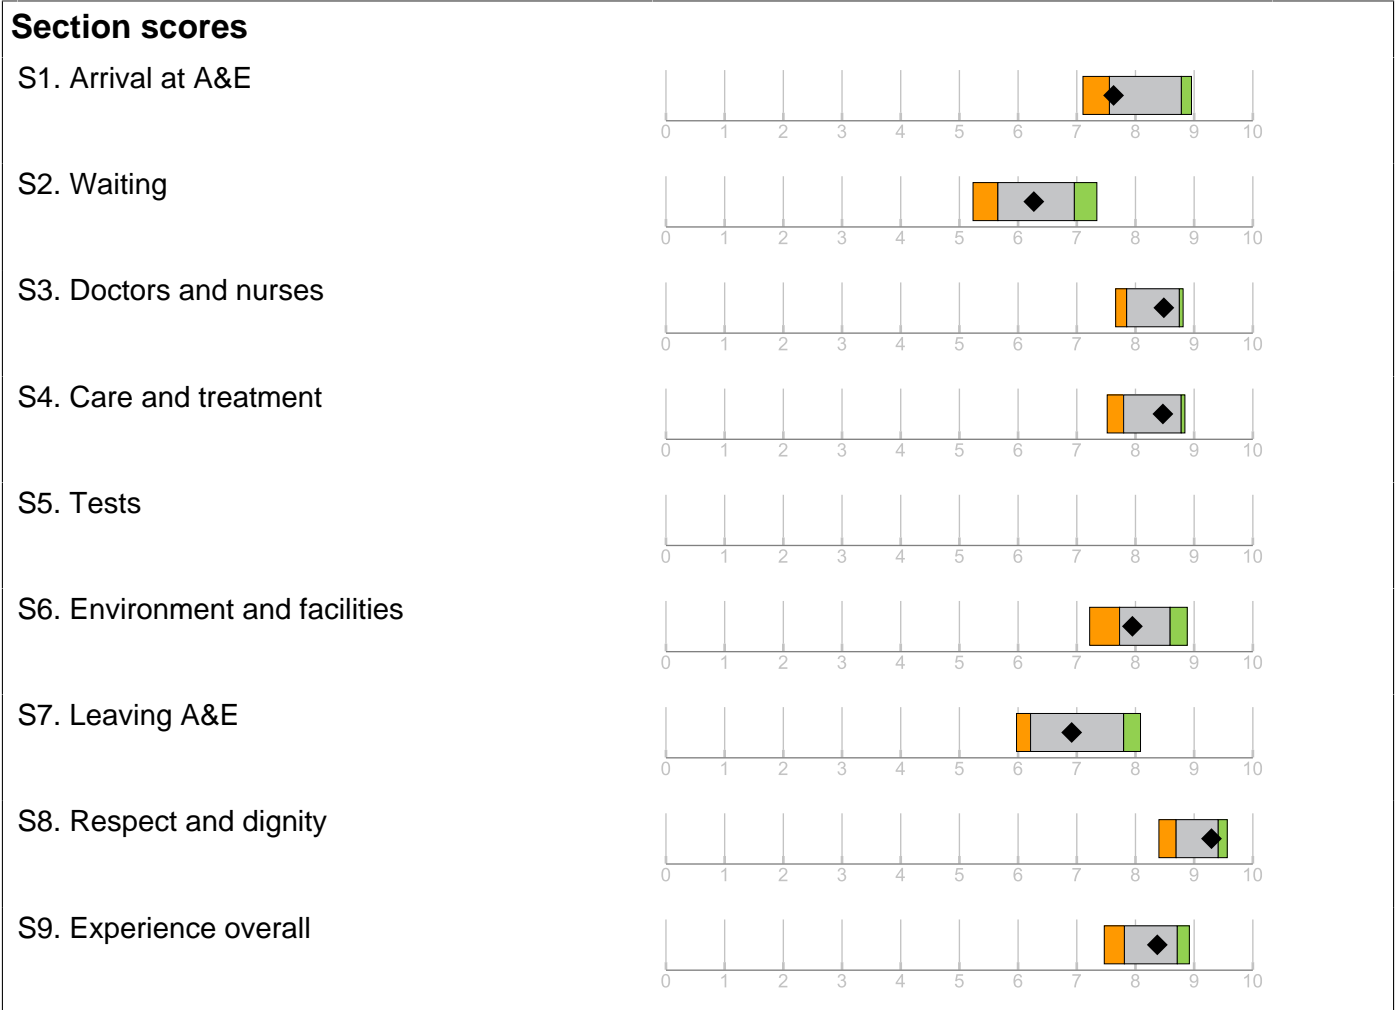 Section scores
S1. Arrival at A&E
0 1 2 3 4 5 6 7 8 9 10
S2. Waiting
0 1 2 3 4 5 6 7 8 9 10
S3. Doctors and nurses
0 1 2 3 4 5 6 7 8 9 10
S4. Care and treatment
0 1 2 3 4 5 6 7 8 9 10
S5. Tests
0 1 2 3 4 5 6 7 8 9 10
S6. Environment and facilities
0 1 2 3 4 5 6 7 8 9 10
S7. Leaving A&E
0 1 2 3 4 5 6 7 8 9 10
S8. Respect and dignity
0 1 2 3 4 5 6 7 8 9 10
S9. Experience overall
0 1 2 3 4 5 6 7 8 9 10